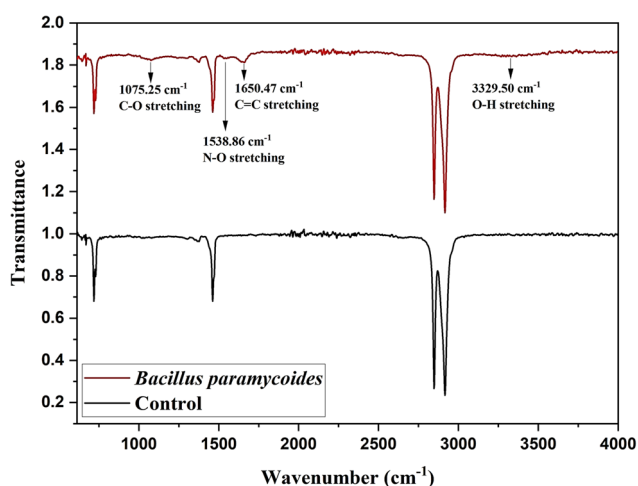 2.0
1.8
1.6
1.4
1.2
1.0
0.8
0.6
0.4
0.2
Transmittance
1075.25 cm-1
C-O stretching
1538.86 cm-1
N-O stretching
1650.47 cm-1
C=C stretching
3329.50 cm-1
O-H stretching
Bacillus paramycoides
Control
1000 1500 2000 2500 3000 3500 4000
Wavenumber (cm-1)